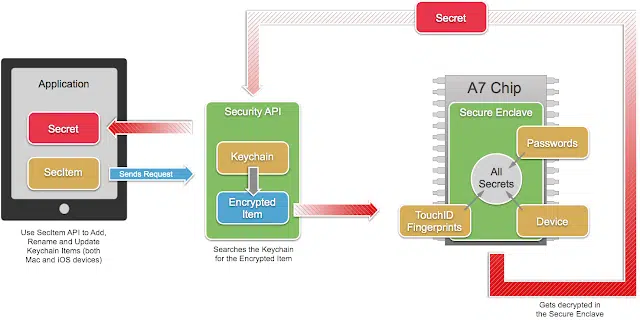 Secret
Application
Secret
SecItem
Sends Request
Use SecItem API to Add,
Rename and Update
Keychain Items (both
Mac and iOS devices)
Security API
Keychain
Encrypted
Item
Searches the Keychain
for the Encrypted Item
A7 Chip
Secure Enclave
Passwords
All
Secrets
TouchID
Fingerprints
Device
Gets decrypted in
the Secure Enclave